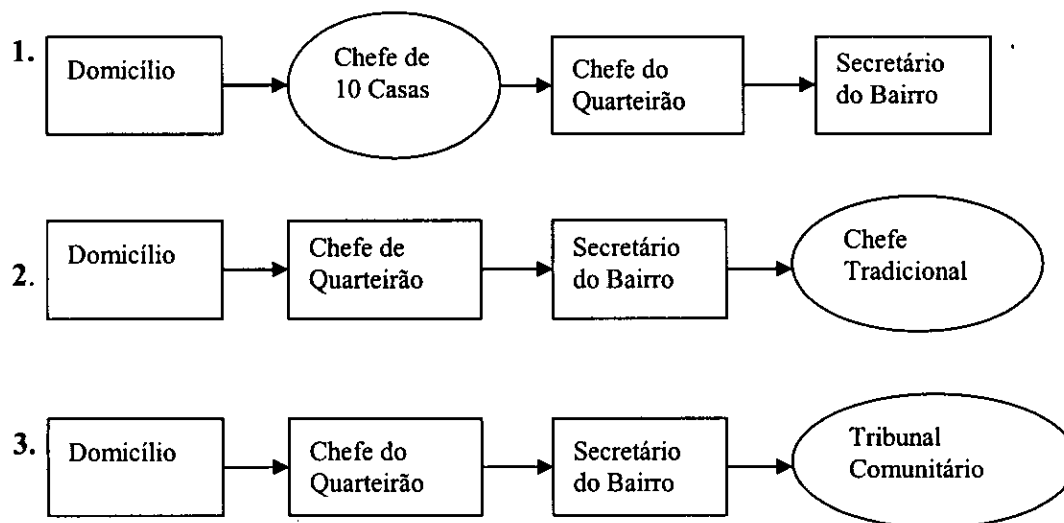 1.
Domicílio
Chefe de
10 Casas
Chefe do
Quarteirão
Secretário
do Bairro
2.
Domicílio
Chefe de
Quarteirão
Secretário
do Bairro
Chefe
Tradicional
3.
Domicílio
Chefe do
Quarteirão
Secretário
do Bairro
Tribunal
Comunitário